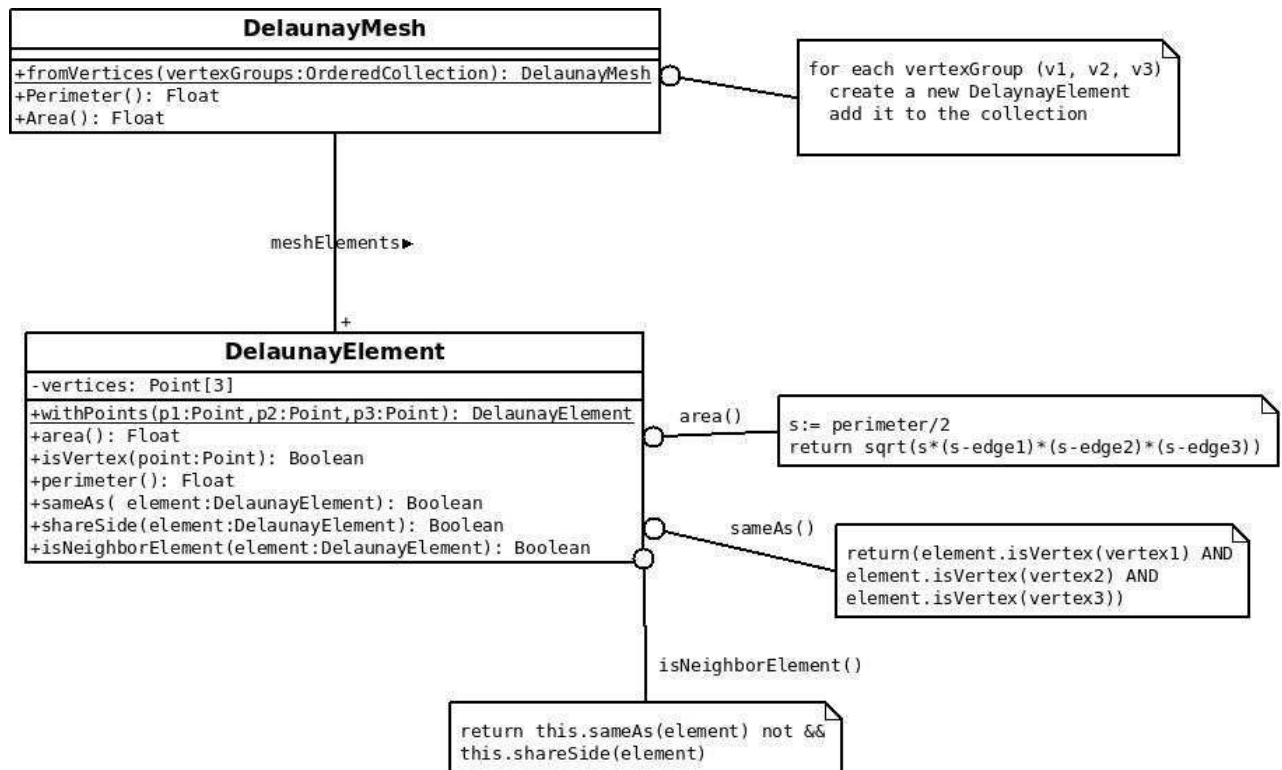 DelaunayMesh
+fromVertices(vertexGroups:OrderedCollection): DelaunayMesh
+Perimeter(): Float
+Area(): Float
for each vertexGroup (v1, v2, v3)
create a new DelaynayElement
add it to the collection
meshElements▶
+
DelaunayElement
-vertices: Point[3]
+withPoints(p1:Point,p2:Point,p3:Point): DelaunayElement
+area(): Float
+isVertex(point:Point): Boolean
+perimeter(): Float
+sameAs( element:DelaunayElement): Boolean
+shareSide(element:DelaunayElement): Boolean
+isNeighborElement(element:DelaunayElement): Boolean
area()
s:= perimeter/2
return sqrt(s*(s-edge1)*(s-edge2)*(s-edge3))
sameAs()
return(element.isVertex(vertex1) AND
element.isVertex(vertex2) AND
element.isVertex(vertex3))
isNeighborElement()
return this.sameAs(element) not &&
this.shareSide(element)